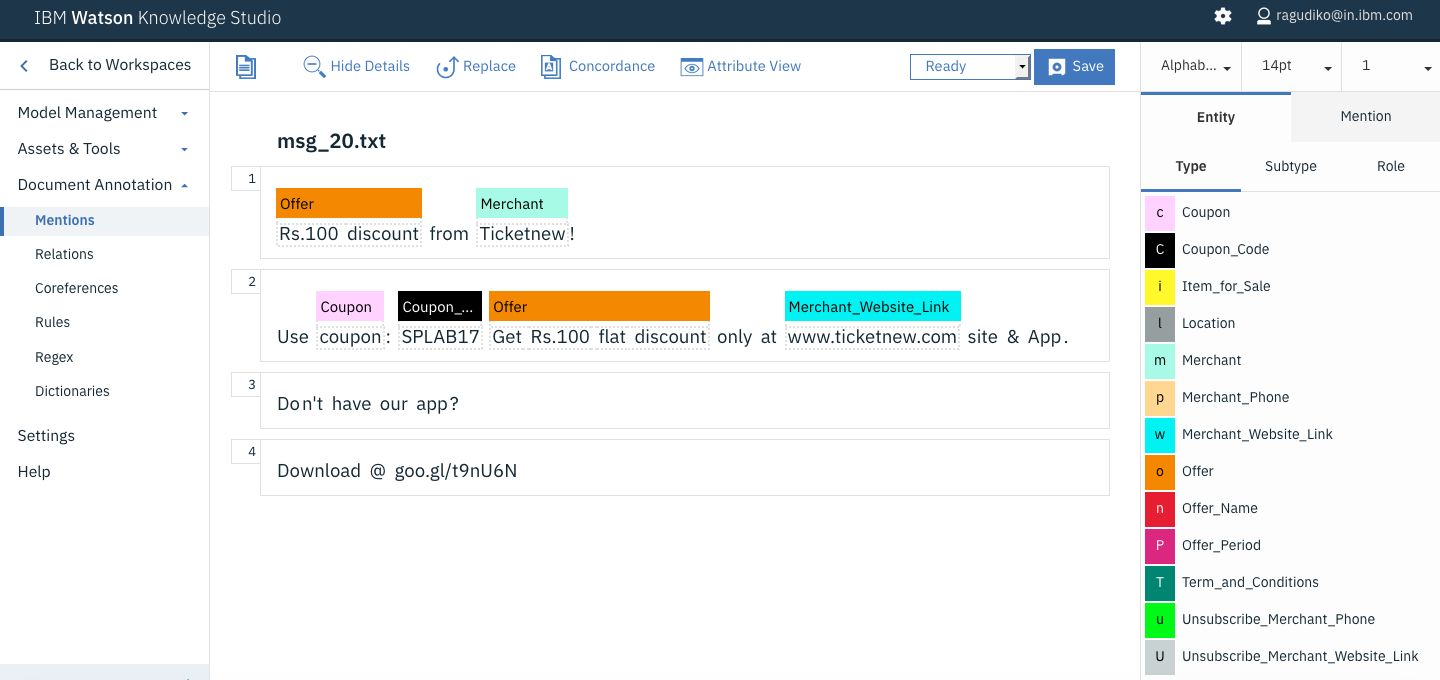 IBM Watson Knowledge Studio
ragudiko@in.ibm.com
Back to Workspaces
Hide Details
Replace
Concordance
Attribute View
Ready
Save
Alphab...
14pt
1
Model Management
Assets & Tools
Document Annotation
Mentions
Relations
Coreferences
Rules
Regex
Dictionaries
Settings
Help
msg_20.txt
1
Offer Merchant
Rs.100 discount from Ticketnew!
2
Coupon Coupon_... Offer Merchant_Website_Link
Use coupon: SPLAB17 Get Rs.100 flat discount only at www.ticketnew.com site & App.
3
Don't have our app?
4
Download @ goo.gl/t9nU6N
Entity Mention
Type Subtype Role
c Coupon
C Coupon_Code
i Item_for_Sale
l Location
m Merchant
p Merchant_Phone
w Merchant_Website_Link
o Offer
n Offer_Name
P Offer_Period
T Term_and_Conditions
u Unsubscribe_Merchant_Phone
U Unsubscribe_Merchant_Website_Link